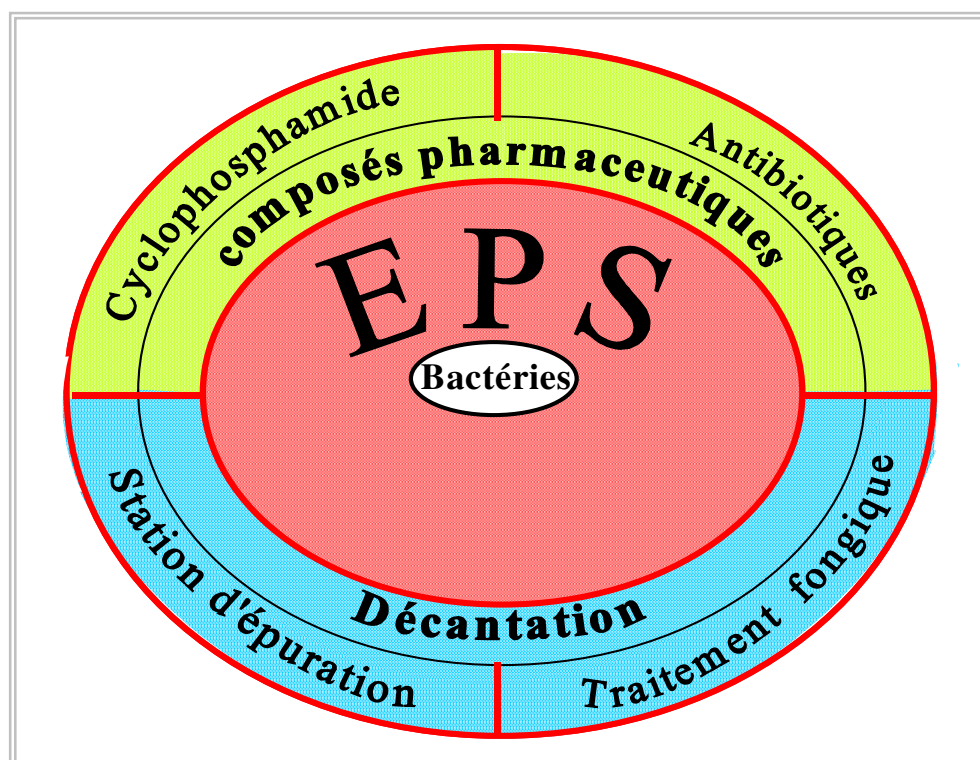 Cyclophosphamide
Antibiotiques
composés pharmaceutiques
EPS
Bactéries
Décantation
Station d'épuration
Traitement fongique